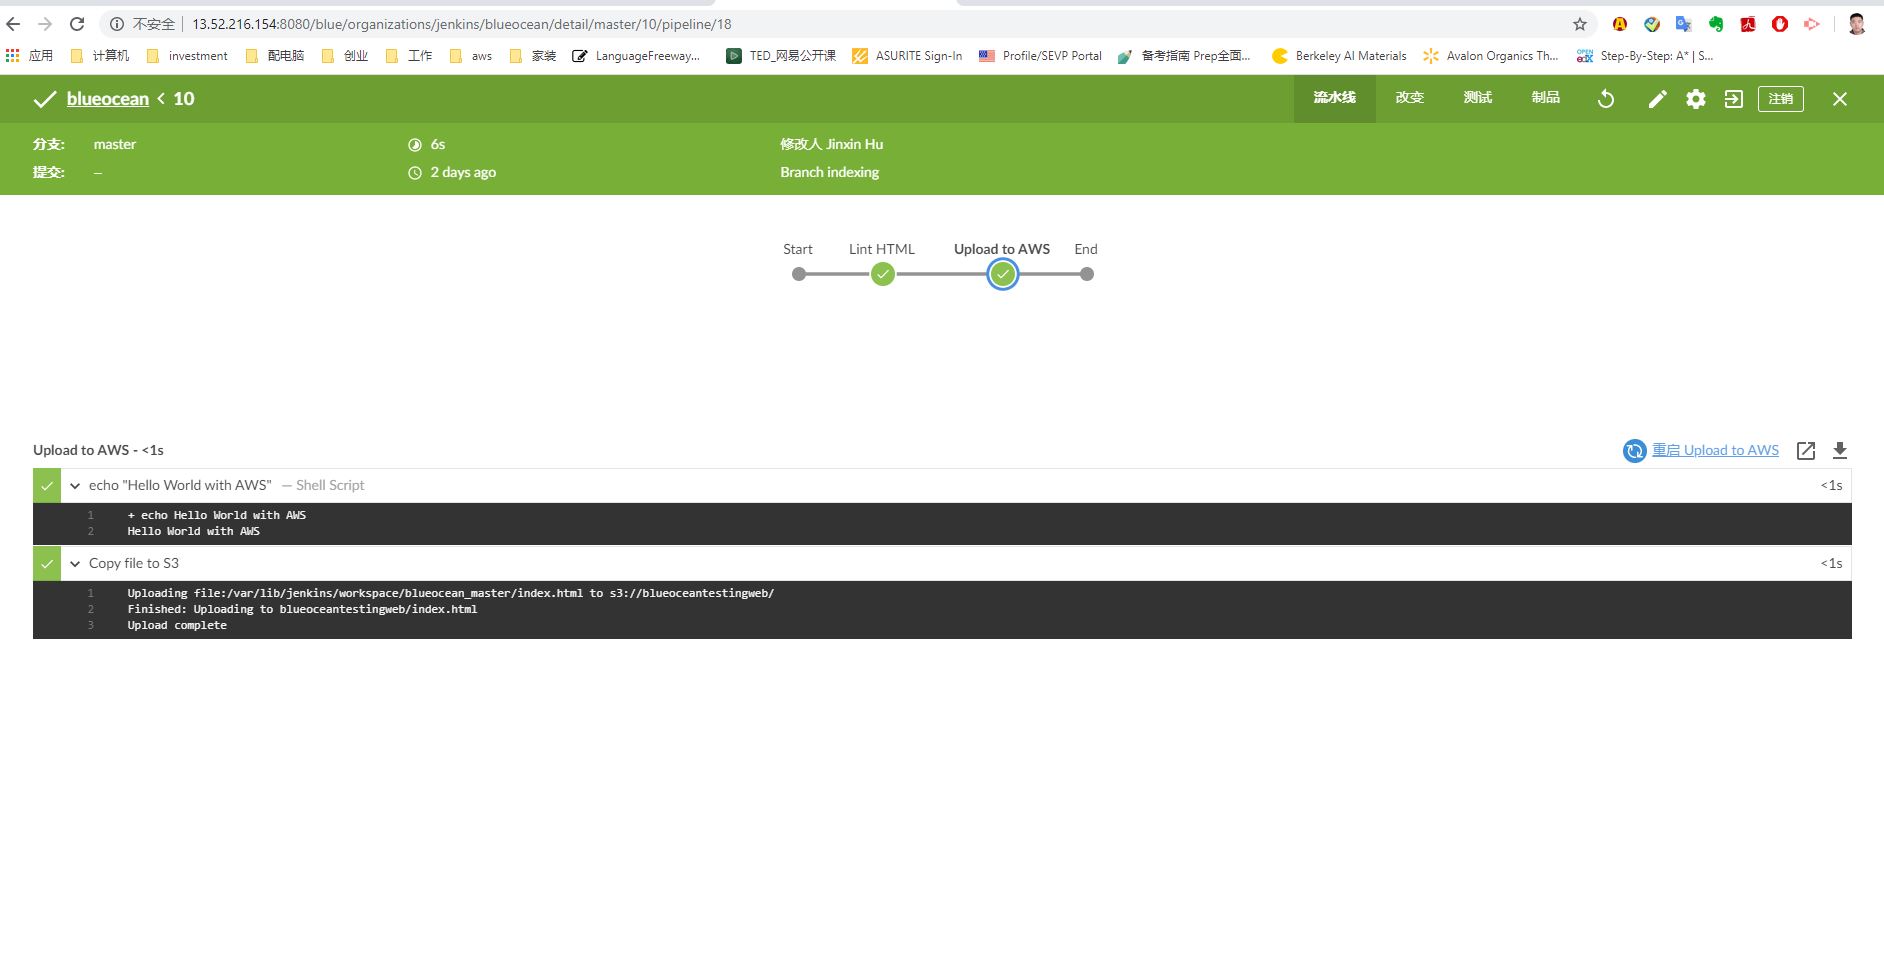 不安全 13.52.216.154:8080/blue/organizations/jenkins/blueocean/detail/master/10/pipeline/18
应用 计算机 investment 配电脑 创业 工作 aws 家装 LanguageFreeway... TED_网易公开课 ASURITE Sign-In Profile/SEVP Portal 备考指南 Prep全面... Berkeley AI Materials Avalon Organics Th... Step-By-Step: A* | S...
blueocean < 10 流水线 改变 测试 制品 注销
分支: master 6s 修改人 Jinxin Hu
提交: – 2 days ago Branch indexing
Start Lint HTML Upload to AWS End
Upload to AWS - <1s 重启 Upload to AWS
echo "Hello World with AWS" — Shell Script <1s
1 + echo Hello World with AWS
2 Hello World with AWS
Copy file to S3 <1s
1 Uploading file:/var/lib/jenkins/workspace/blueocean_master/index.html to s3://blueoceantestingweb/
2 Finished: Uploading to blueoceantestingweb/index.html
3 Upload complete